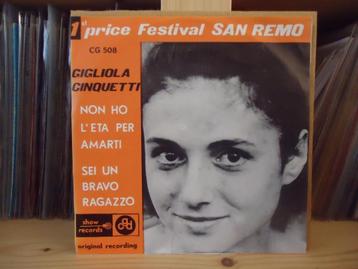 1st price Festival SAN REMO
CG 508
GIGLIOLA
CINQUETTI
NON HO
L'ETA PER
AMARTI
SEI UN
BRAVO
RAGAZZO
show
records
original recording